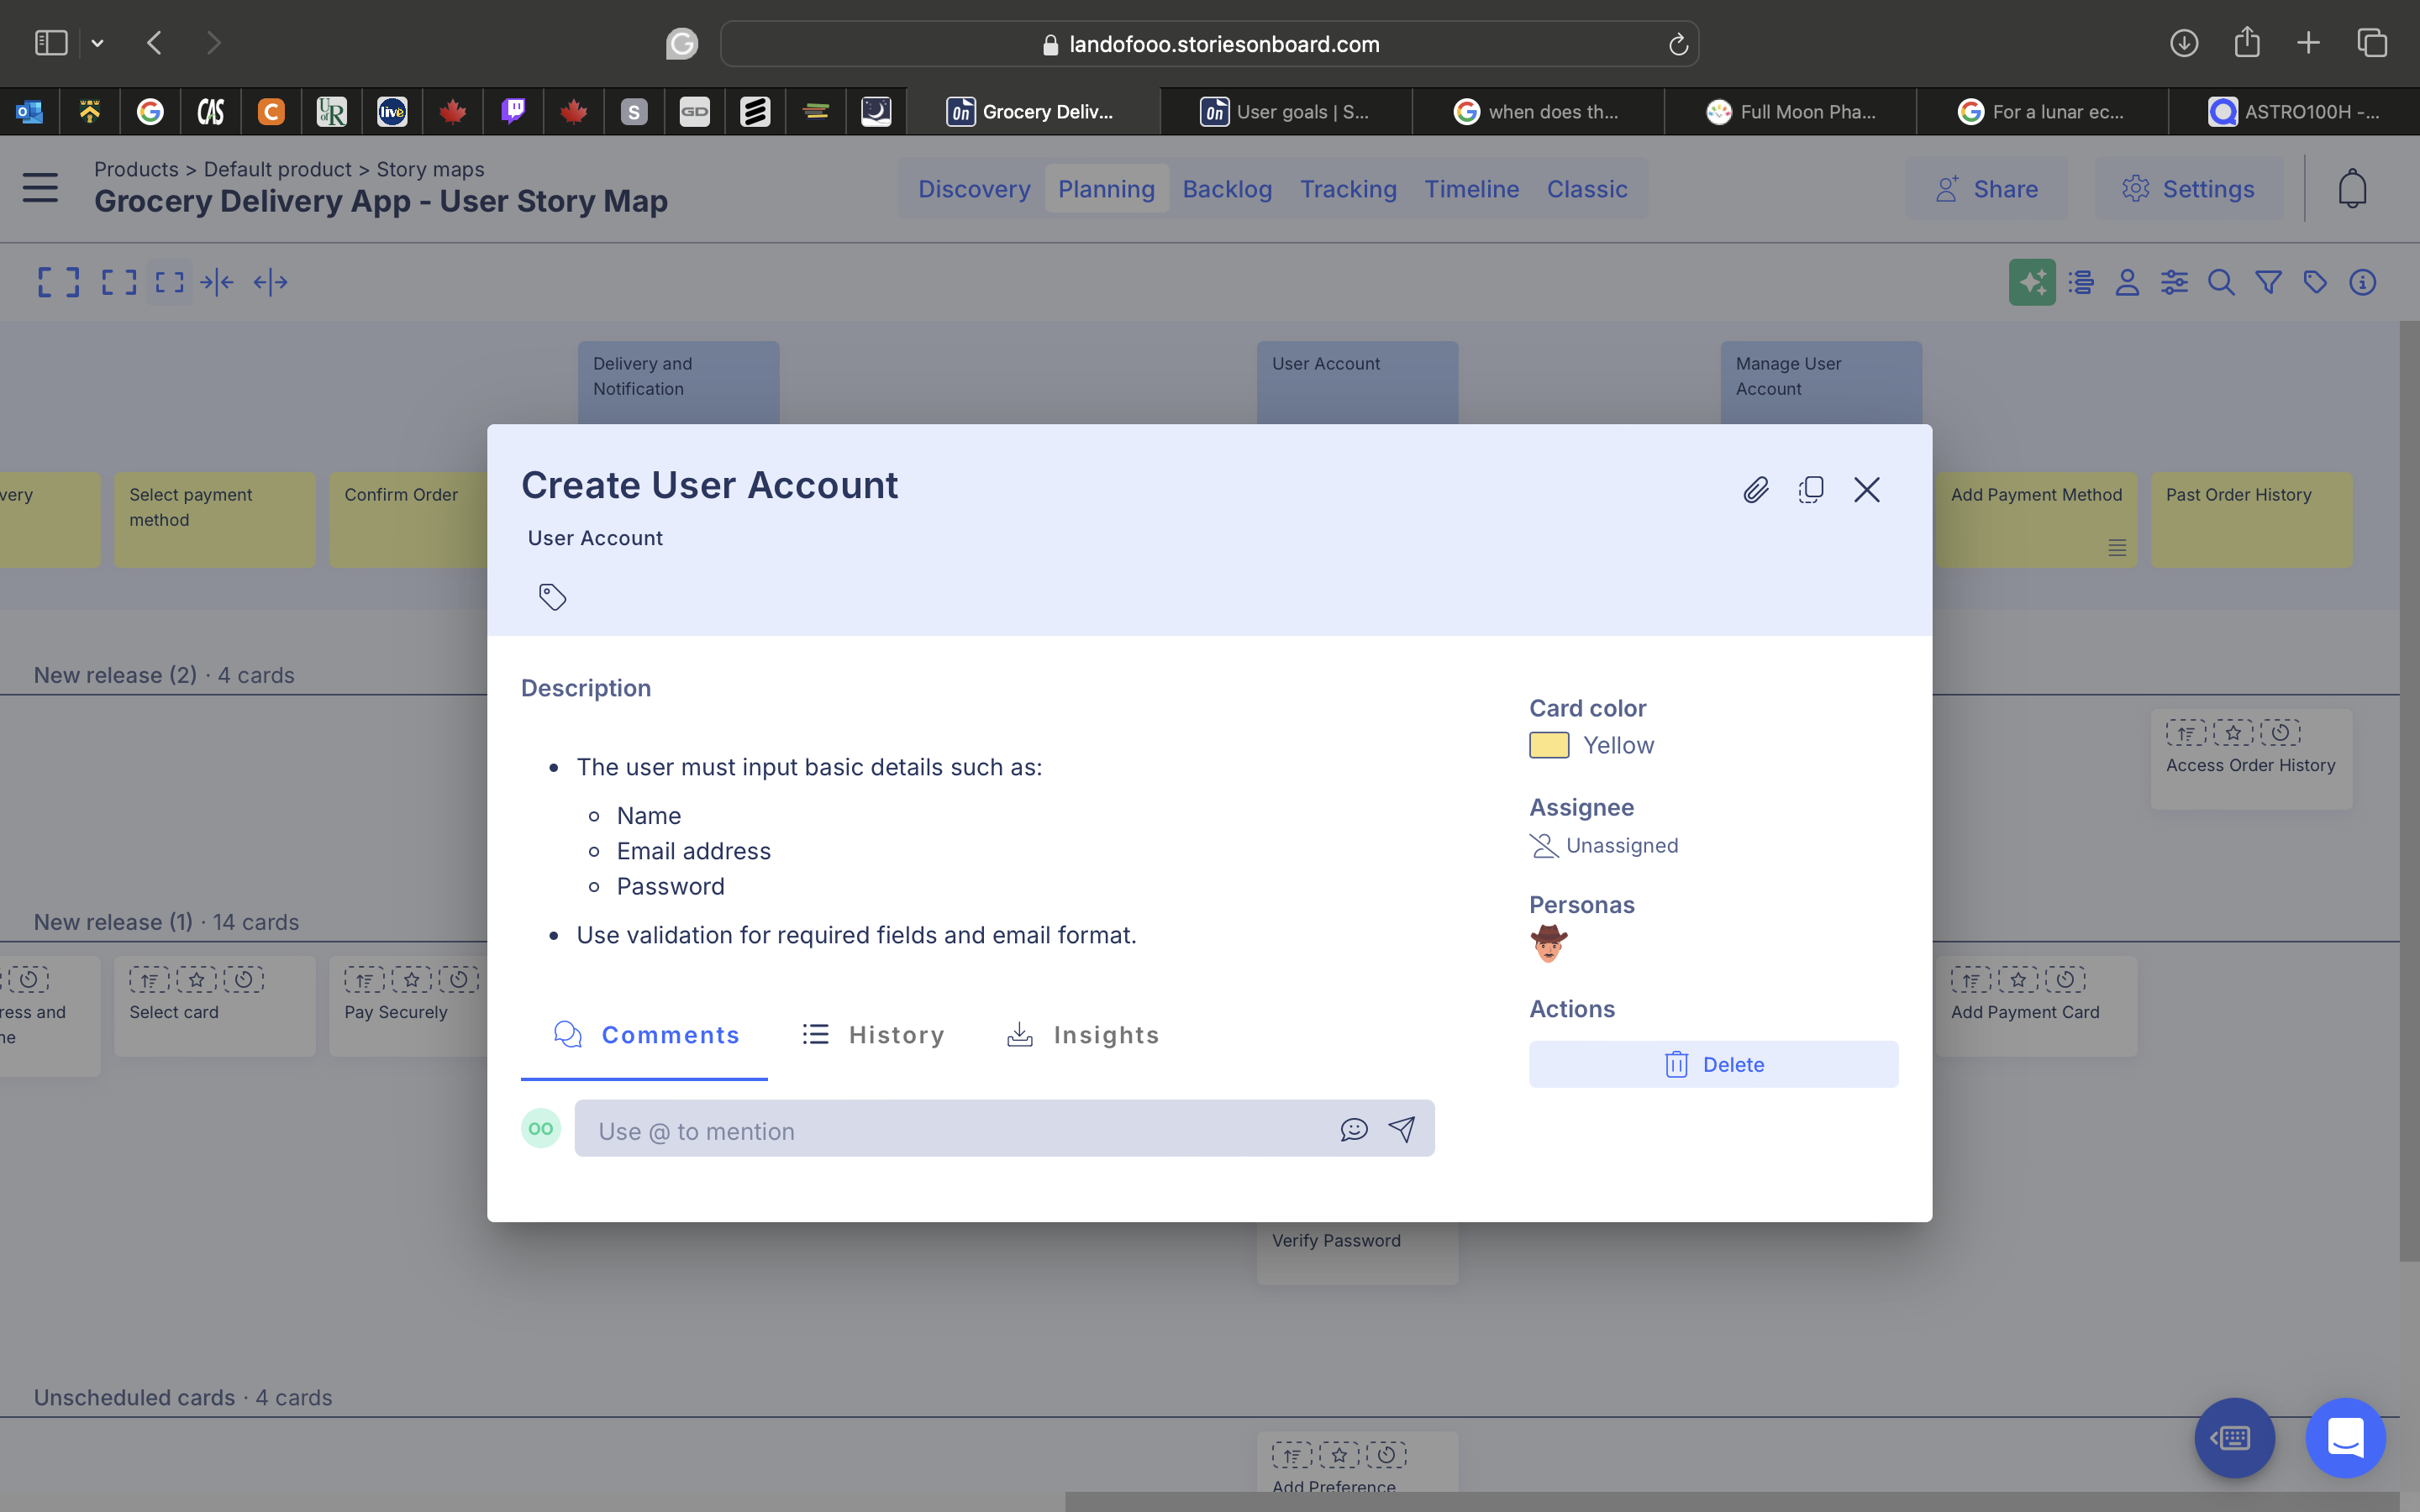 landofooo.storiesonboard.com
CAS
C
U of R
live
S
GD
On Grocery Deliv...
On User goals | S...
when does th...
Full Moon Pha...
For a lunar ec...
ASTRO100H -...
Products > Default product > Story maps
Grocery Delivery App - User Story Map
Discovery
Planning
Backlog
Tracking
Timeline
Classic
Share
Settings
Delivery and
Notification
User Account
Manage User
Account
very
Select payment
method
Confirm Order
Add Payment Method
Past Order History
Create User Account
User Account
Description
The user must input basic details such as:
Name
Email address
Password
Use validation for required fields and email format.
Comments
History
Insights
OO
Use @ to mention
Card color
Yellow
Assignee
Unassigned
Personas
Actions
Delete
New release (2) · 4 cards
Access Order History
New release (1) · 14 cards
ress and
ne
Select card
Pay Securely
Add Payment Card
Verify Password
Unscheduled cards · 4 cards
Add Preference